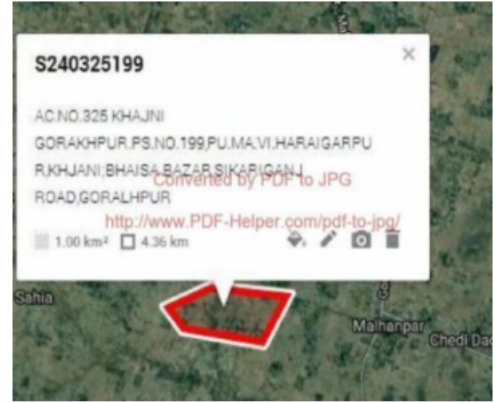 S240325199
AC.NO.325 KHAJNI
GORAKHPUR.PS.NO.199,PU.MA.VI.HARAIGARPU
R,KHJANI;BHAISA,BAZAR,SIKARIGANJ
ROAD,GORALHPUR
Converted by PDF to JPG
http://www.PDF-Helper.com/pdf-to-jpg/
1.00 km² 4.36 km
Sahia
Malhanpar
Chedi Dad